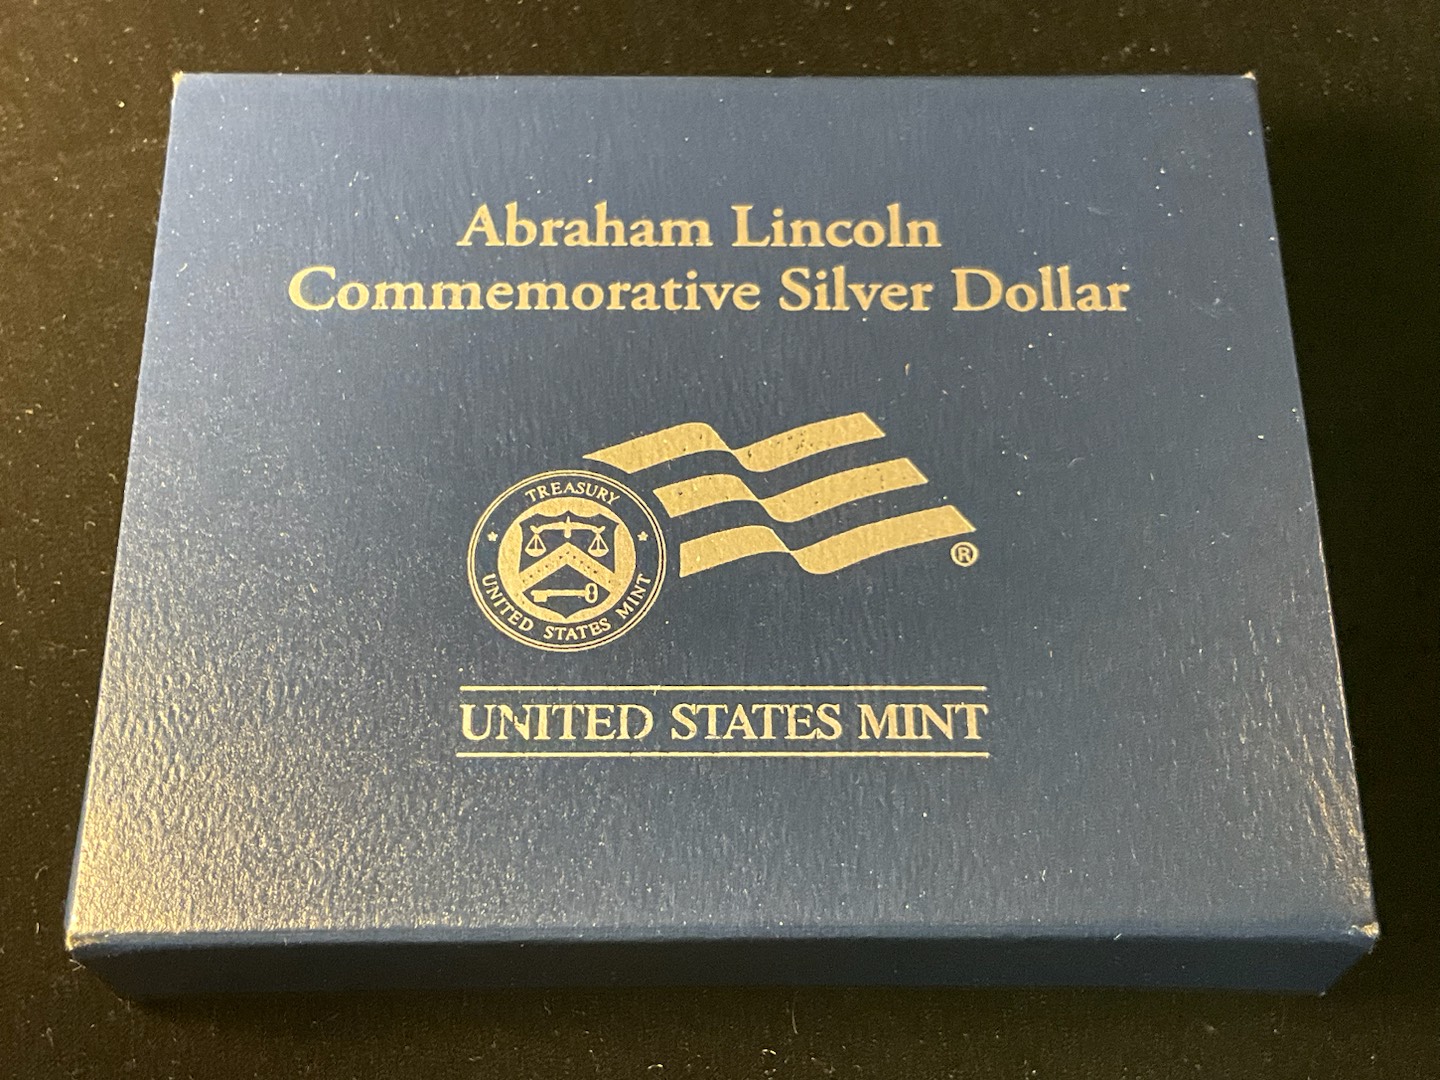 Abraham Lincoln
Commemorative Silver Dollar
TREASURY
UNITED STATES MINT
®
UNITED STATES MINT